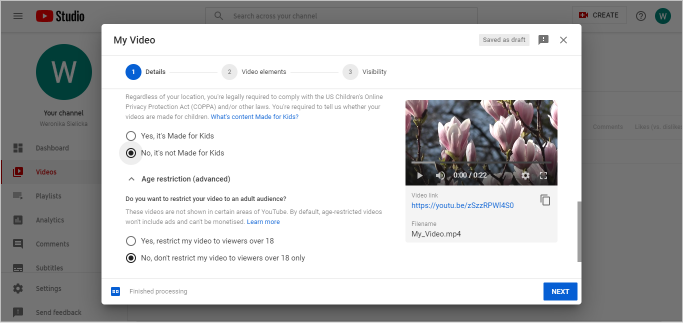 Studio
Search across your channel
CREATE
W
W
Your channel
Dashboard
Videos
Playlists
Analytics
Comments
Subtitles
Settings
Send feedback
Comments
My Video
Saved as draft
1 Details
2 Video elements
3 Visibility
Regardless of your location, you're legally required to comply with the US Children's Online
Privacy Protection Act (COPPA) and/or other laws. You're required to tell us whether your
videos are made for children. What's content Made for Kids?
Yes, it's Made for Kids
No, it's not Made for Kids
Age restriction (advanced)
Do you want to restrict your video to an adult audience?
These videos are not shown in certain areas of YouTube. By default, age-restricted videos
won't include ads and can't be monetised. Learn more
Yes, restrict my video to viewers over 18
No, don't restrict my video to viewers over 18 only
0:00 / 0:22
Video link
https://youtu.be/zSzzRPWl4S0
Filename
My_Video.mp4
Finished processing
NEXT